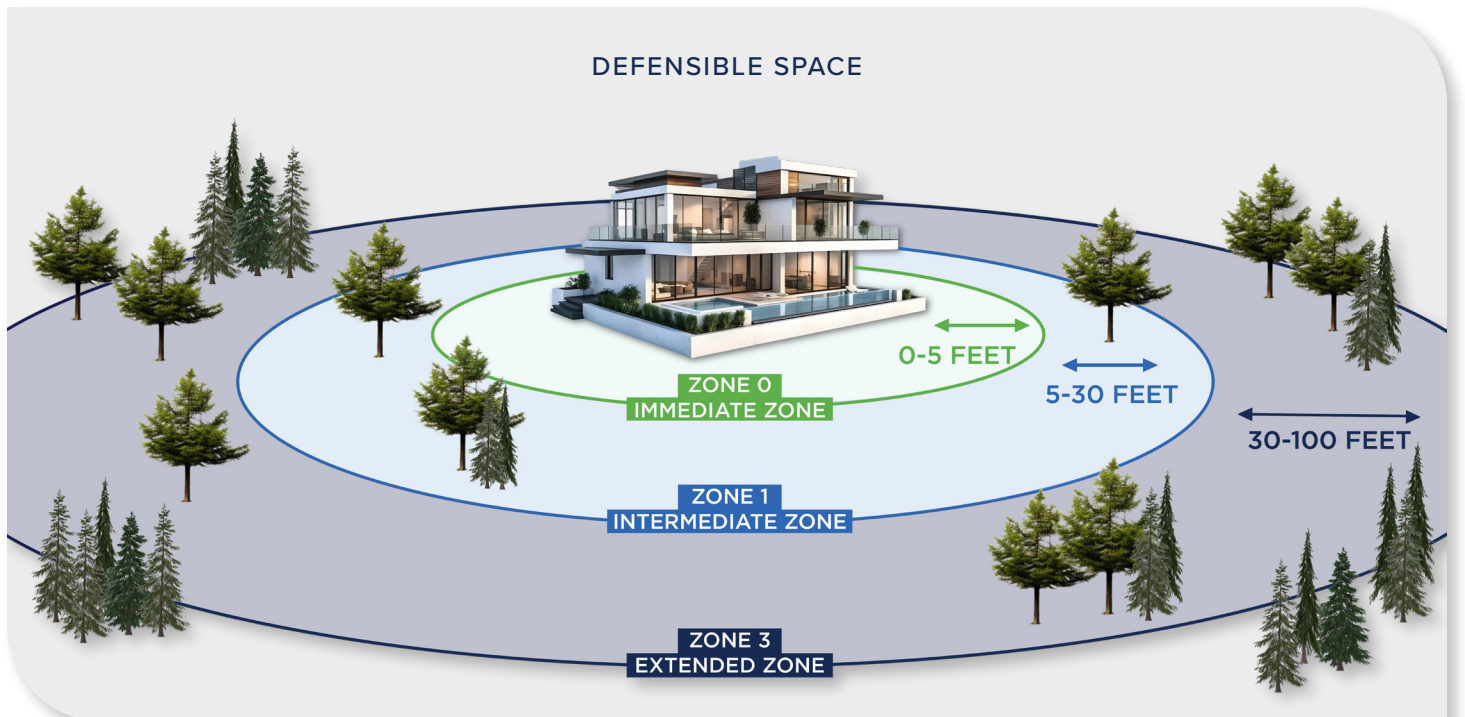 DEFENSIBLE SPACE
0-5 FEET
ZONE 0
IMMEDIATE ZONE
5-30 FEET
30-100 FEET
ZONE 1
INTERMEDIATE ZONE
ZONE 3
EXTENDED ZONE